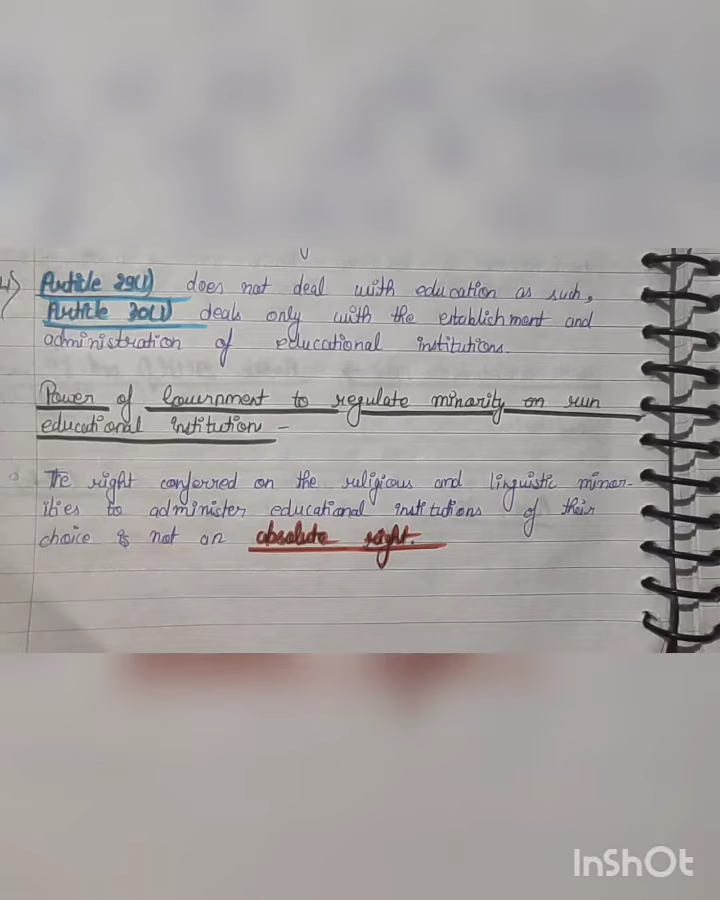 4) Article 29(1) does not deal with education as such,
Article 30(1) deals only with the establishment and
administration of educational institutions.
Power of Government to regulate minority on run
educational institution -
The right conferred on the religious and linguistic minor-
ities to administer educational institutions of their
choice is not an absolute right.
InShOt